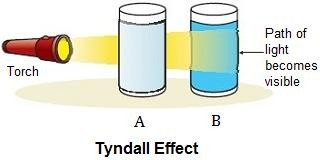 Torch
Path of
light
becomes
visible
A
B
Tyndall Effect